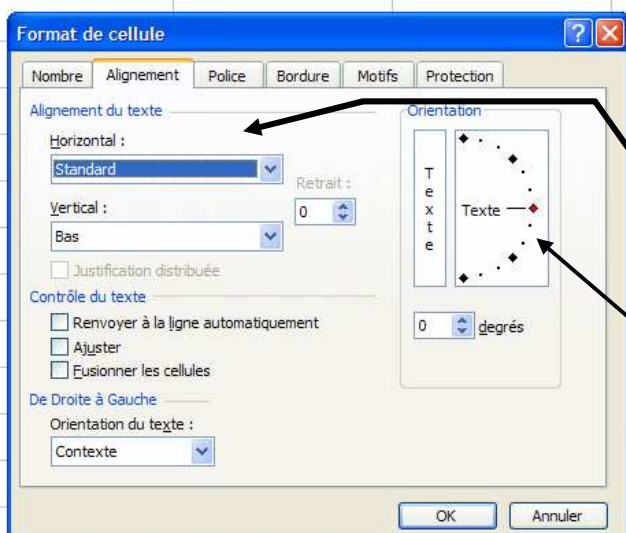 Format de cellule
Nombre Alignement Police Bordure Motifs Protection
Alignement du texte
Horizontal :
Standard
Retrait :
Vertical :
0
Bas
Justification distribuée
Contrôle du texte
Renvoyer à la ligne automatiquement
Ajuster
Fusionner les cellules
De Droite à Gauche
Orientation du texte :
Contexte
Orientation
T
e
x
t
e
Texte
0 degrés
OK Annuler